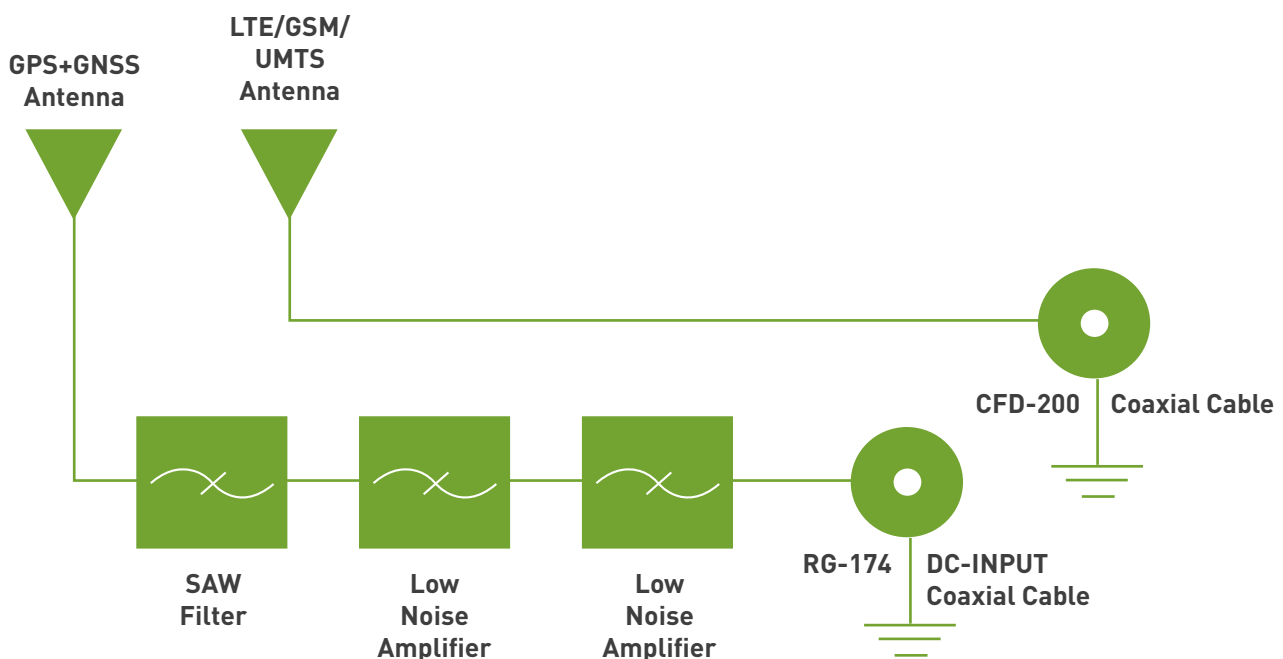 LTE/GSM/
UMTS
Antenna
GPS+GNSS
Antenna
CFD-200
Coaxial Cable
RG-174
DC-INPUT
Coaxial Cable
SAW
Filter
Low
Noise
Amplifier
Low
Noise
Amplifier